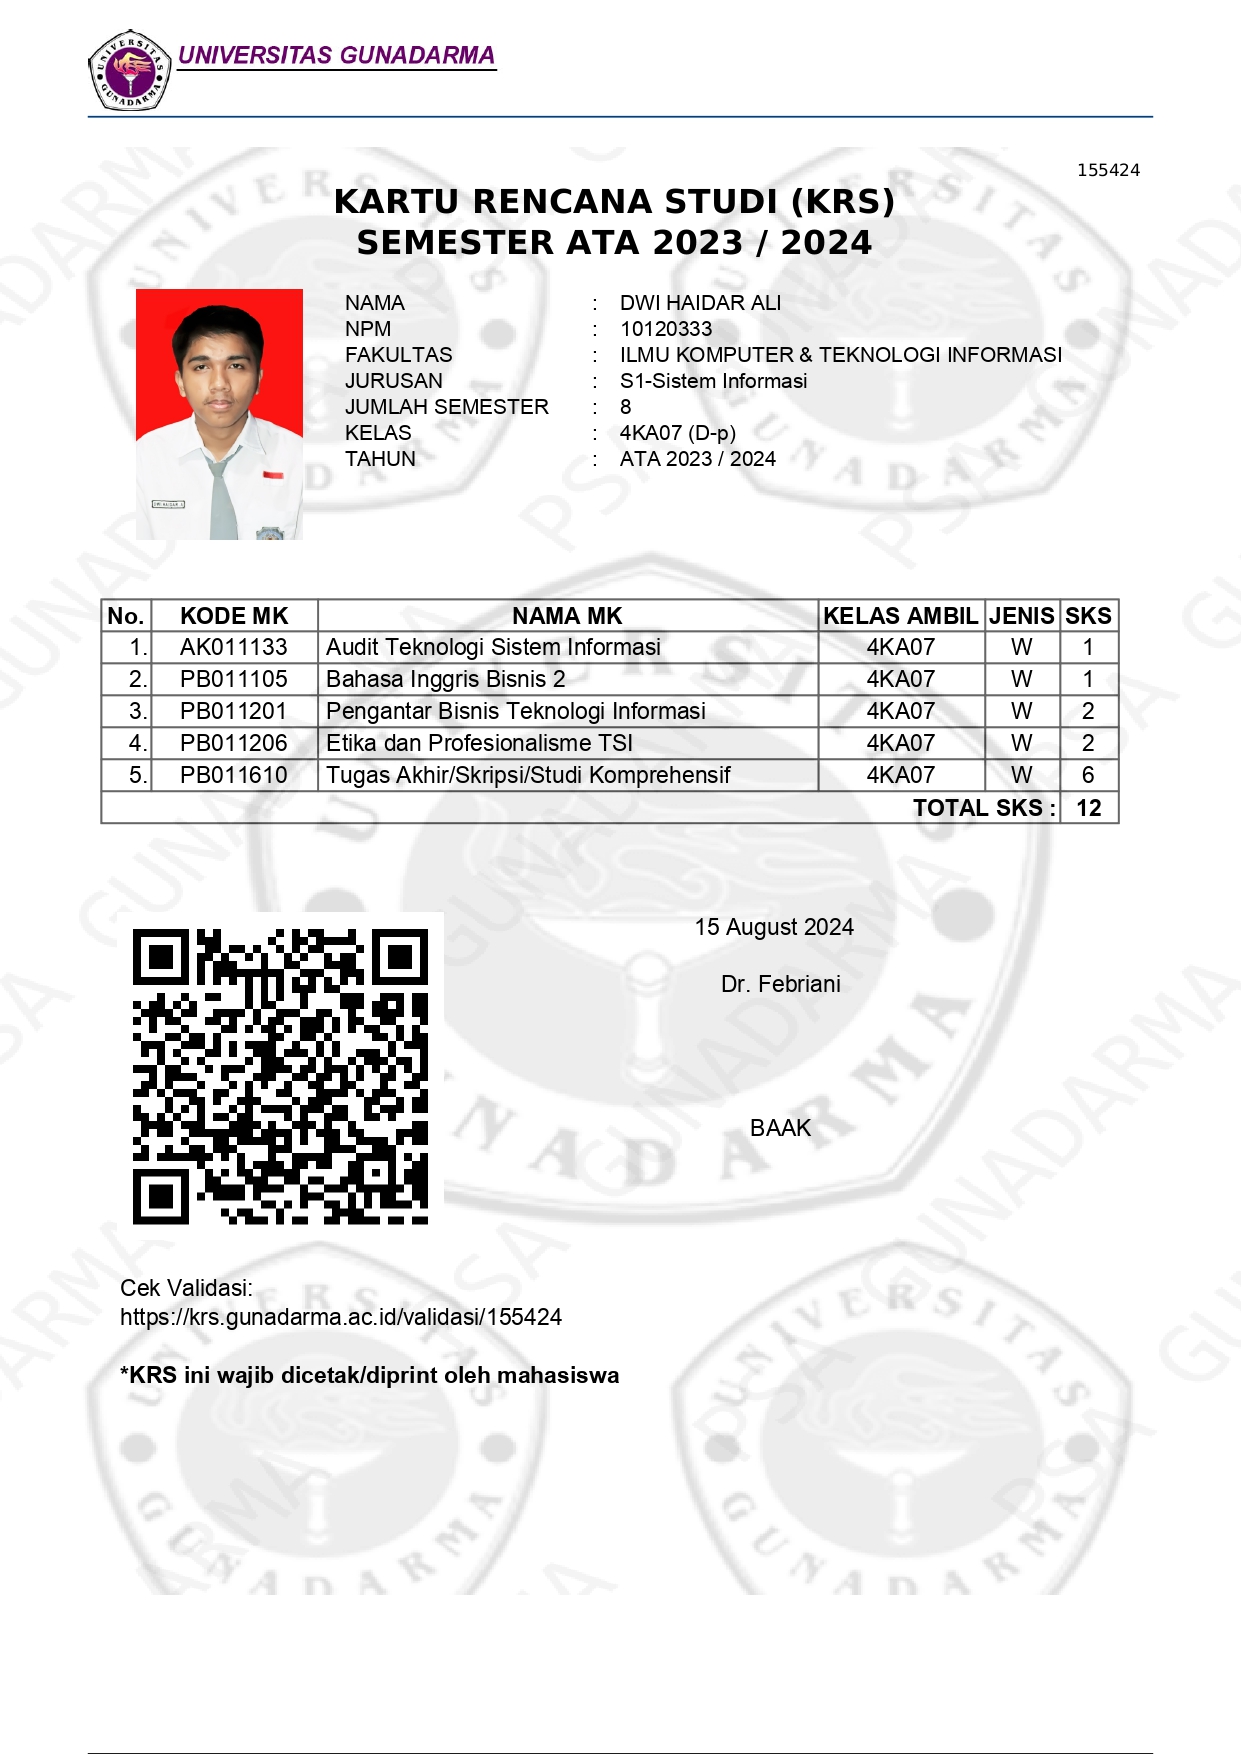 UNIVERSITAS GUNADARMA
155424
KARTU RENCANA STUDI (KRS)
SEMESTER ATA 2023 / 2024
NAMA : DWI HAIDAR ALI
NPM : 10120333
FAKULTAS : ILMU KOMPUTER & TEKNOLOGI INFORMASI
JURUSAN : S1-Sistem Informasi
JUMLAH SEMESTER : 8
KELAS : 4KA07 (D-p)
TAHUN : ATA 2023 / 2024
No. KODE MK NAMA MK KELAS AMBIL JENIS SKS
1. AK011133 Audit Teknologi Sistem Informasi 4KA07 W 1
2. PB011105 Bahasa Inggris Bisnis 2 4KA07 W 1
3. PB011201 Pengantar Bisnis Teknologi Informasi 4KA07 W 2
4. PB011206 Etika dan Profesionalisme TSI 4KA07 W 2
5. PB011610 Tugas Akhir/Skripsi/Studi Komprehensif 4KA07 W 6
TOTAL SKS : 12
15 August 2024
Dr. Febriani
BAAK
Cek Validasi:
https://krs.gunadarma.ac.id/validasi/155424
*KRS ini wajib dicetak/diprint oleh mahasiswa